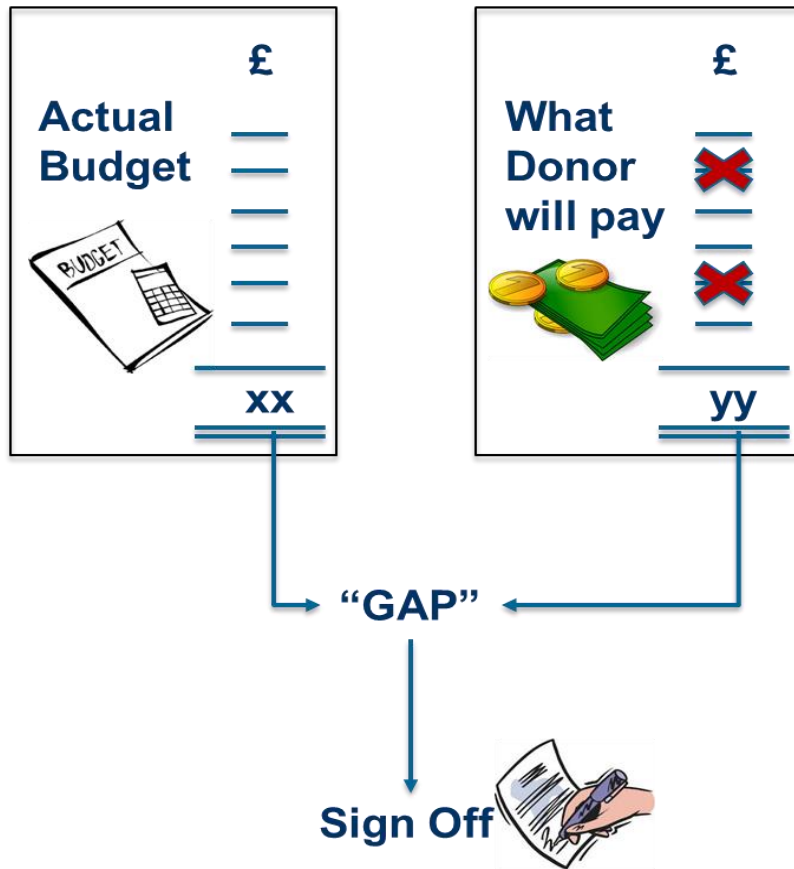 £
Actual
Budget
BUDGET
xx
£
What
Donor
will pay
yy
“GAP”
Sign Off